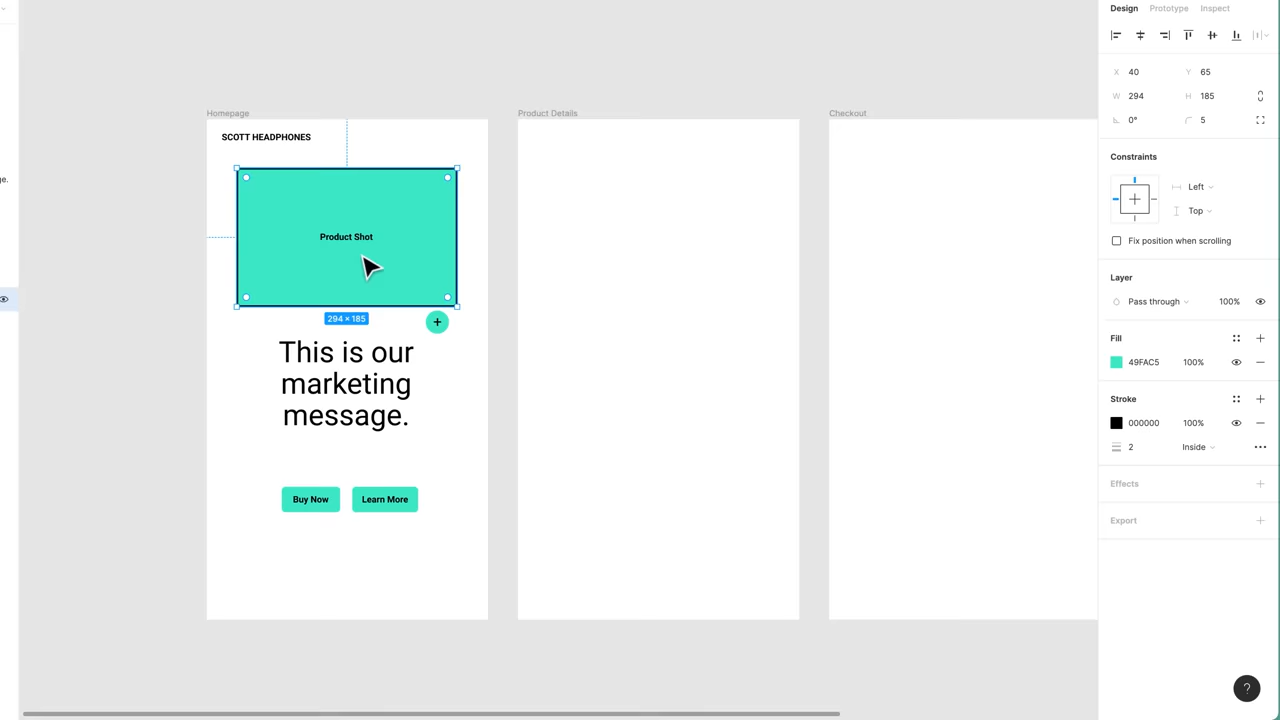 Design Prototype Inspect
X 40 Y 65
W 294 H 185
0° 5
Constraints
Left
Top
Fix position when scrolling
Layer
Pass through 100%
Fill
49FAC5 100%
Stroke
000000 100%
2 Inside
Effects
Export
Homepage
SCOTT HEADPHONES
Product Shot
294 × 185
+
This is our
marketing
message.
Buy Now Learn More
Product Details
Checkout
ge.
?